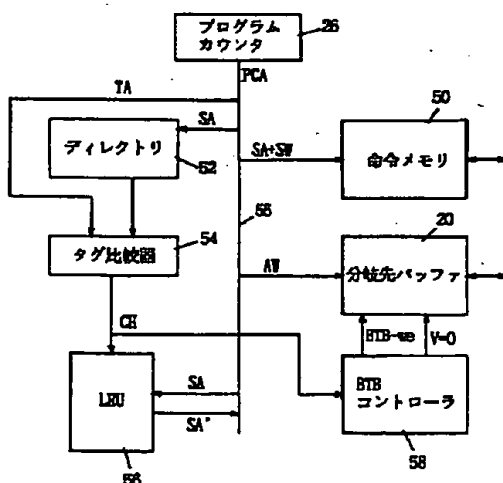 プログラム
カウンタ
26
PCA
TA
SA
ディレクトリ
52
50
SA+SW
命令メモリ
55
54
タグ比較器
20
AW
分岐先バッファ
CH
BTB-we
V=0
LRU
SA
SA'
BTB
コントローラ
56
58